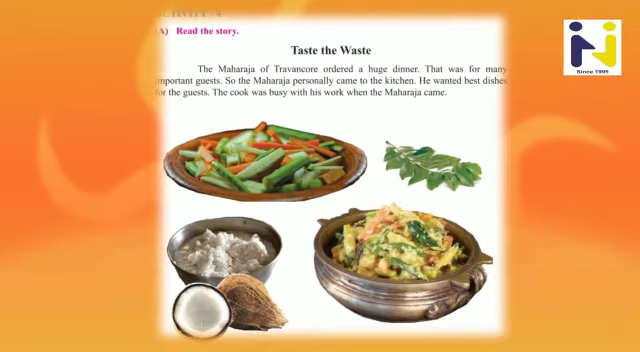 A) Read the story.
Taste the Waste
The Maharaja of Travancore ordered a huge dinner. That was for many
important guests. So the Maharaja personally came to the kitchen. He wanted best dishes
for the guests. The cook was busy with his work when the Maharaja came.
Since 1995